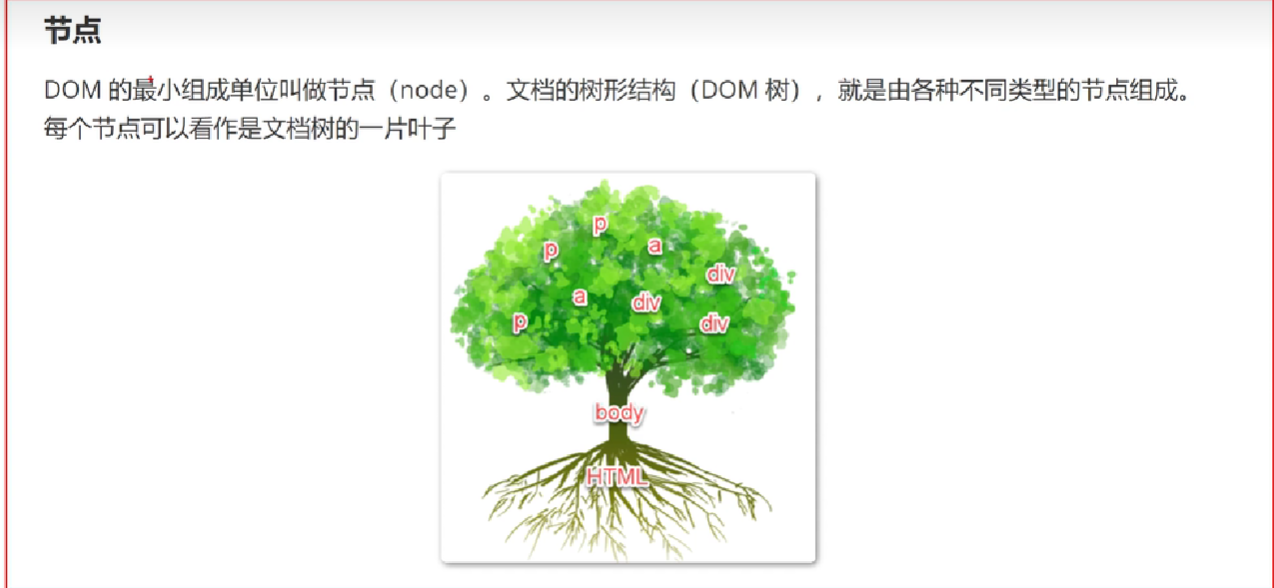 节点
DOM 的最小组成单位叫做节点（node）。文档的树形结构（DOM 树），就是由各种不同类型的节点组成。
每个节点可以看作是文档树的一片叶子
p
p
a
div
a
div
p
div
body
HTML